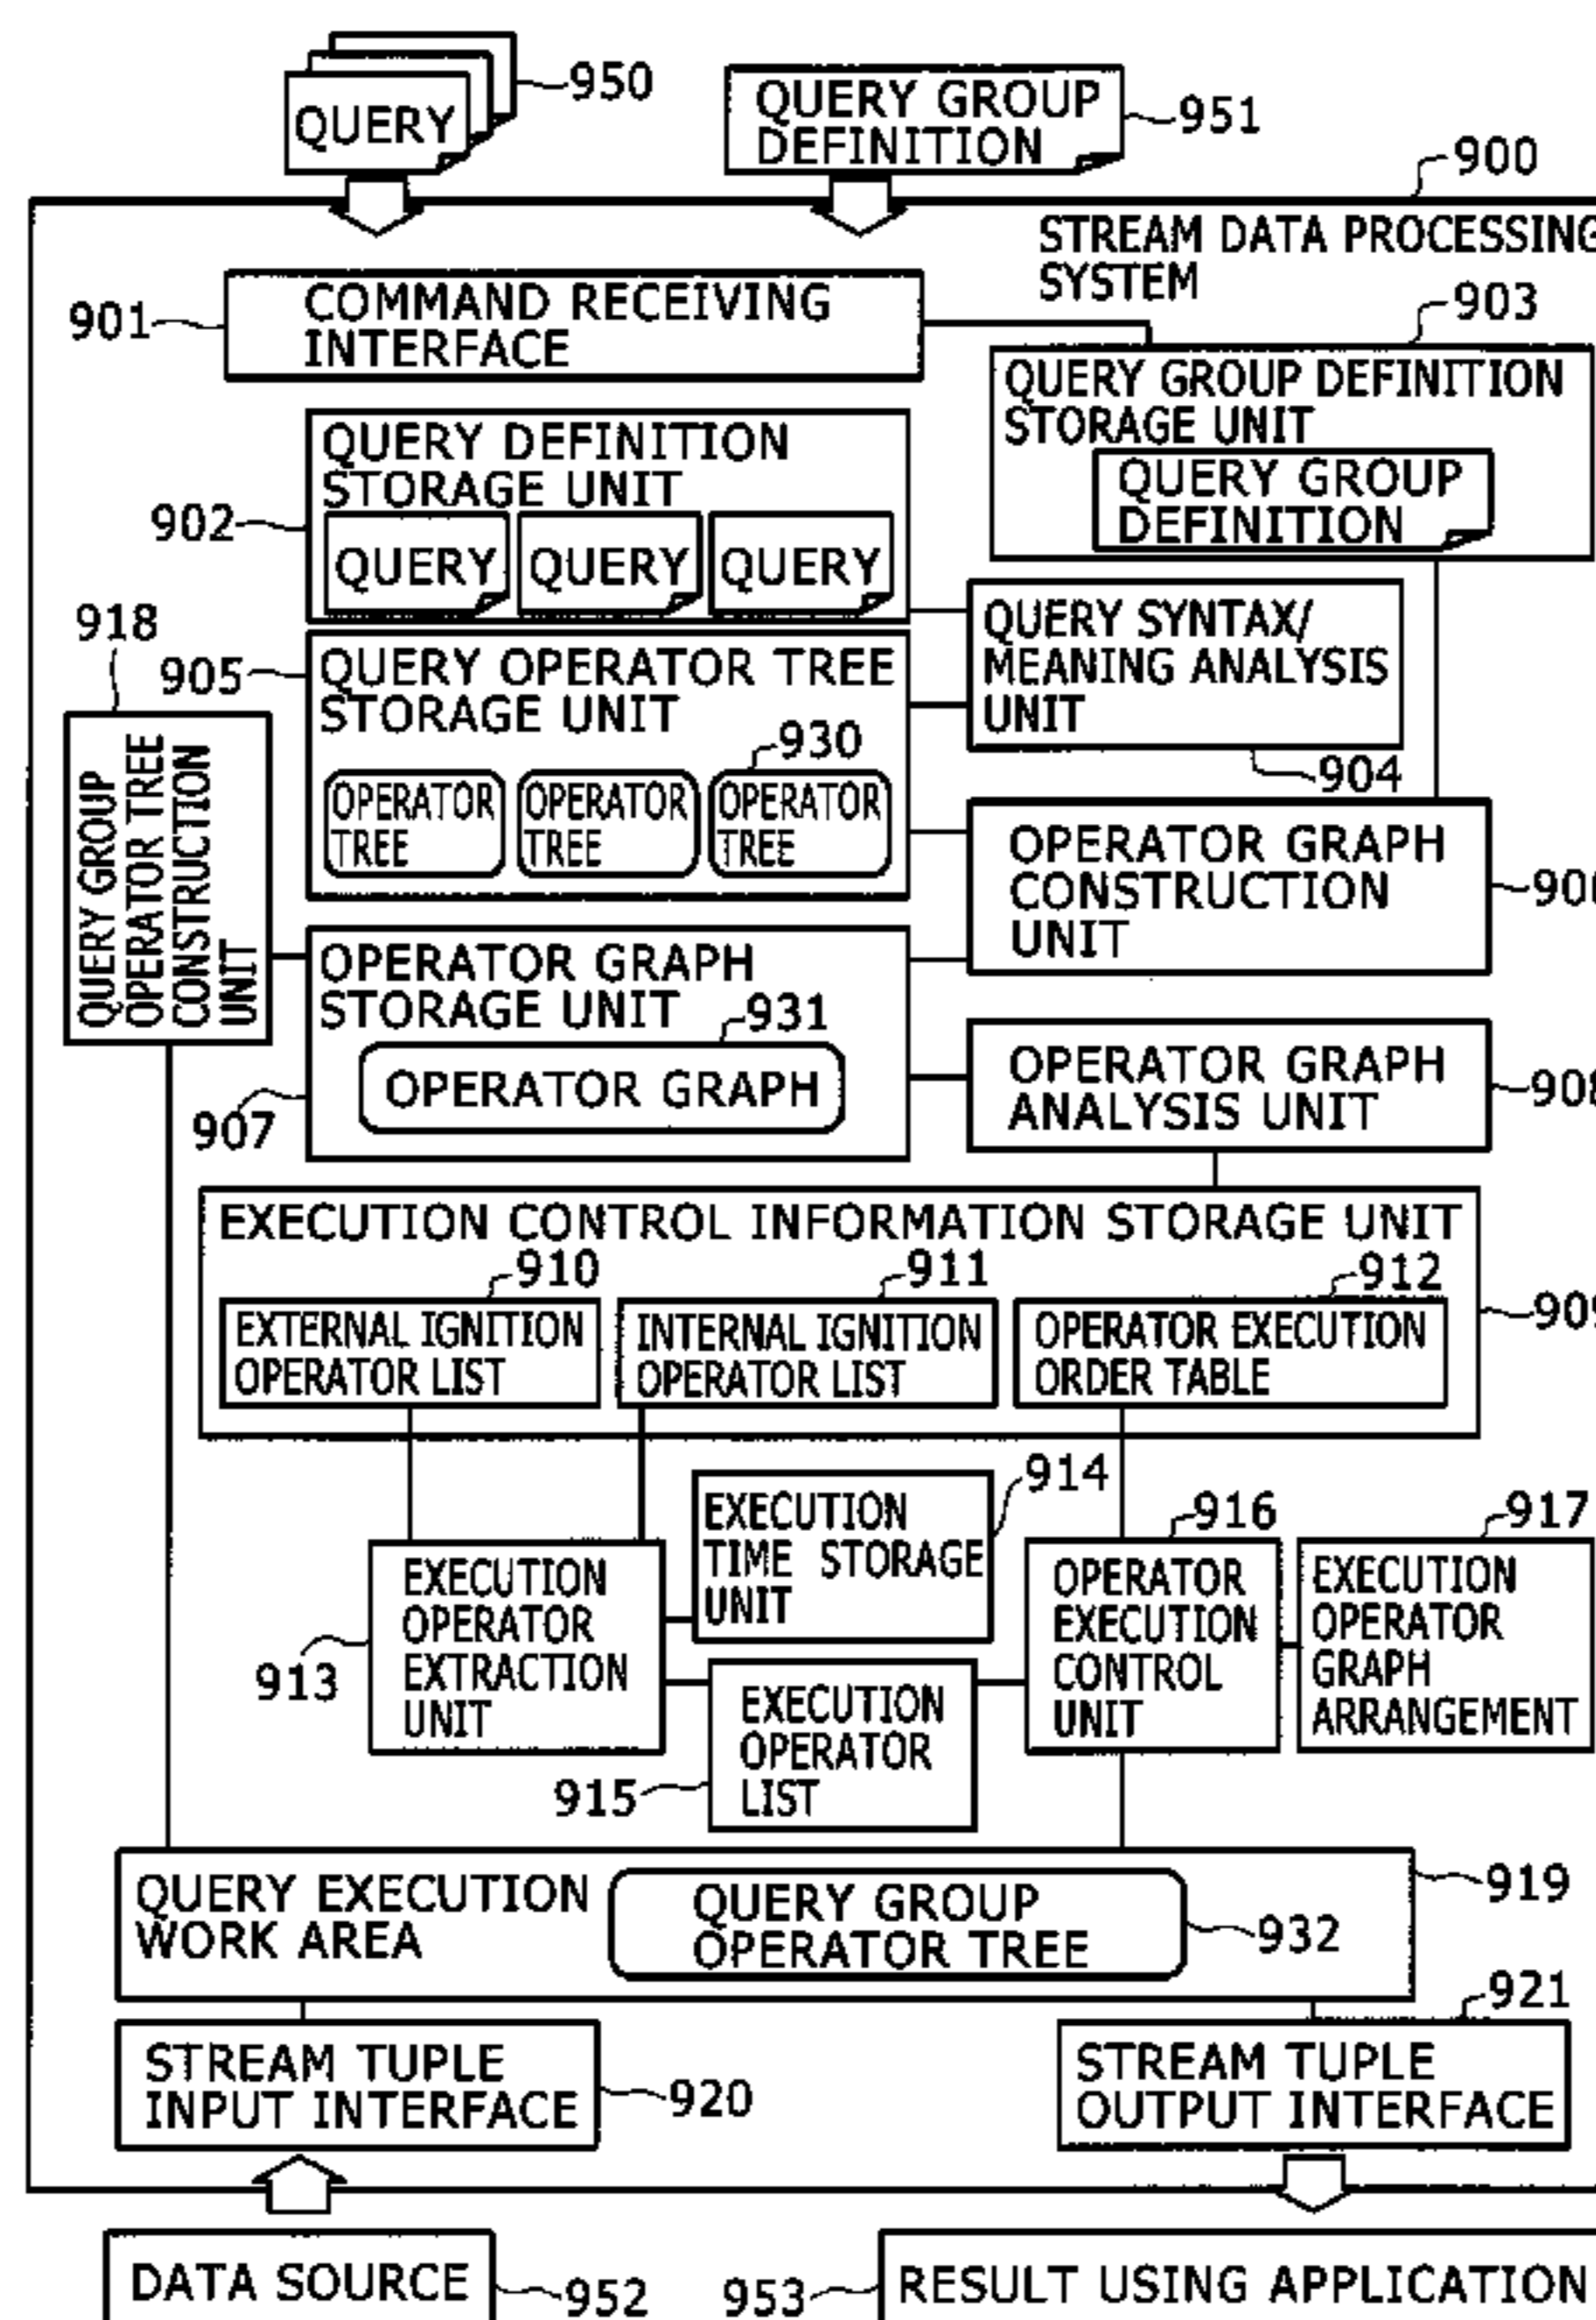 950
QUERY
QUERY GROUP
DEFINITION
951
900
STREAM DATA PROCESSING
SYSTEM
901
COMMAND RECEIVING
INTERFACE
903
QUERY GROUP DEFINITION
STORAGE UNIT
QUERY GROUP
DEFINITION
QUERY DEFINITION
STORAGE UNIT
902
QUERY QUERY QUERY
918
QUERY GROUP
OPERATOR TREE
CONSTRUCTION
UNIT
905
QUERY OPERATOR TREE
STORAGE UNIT
930
OPERATOR
TREE
OPERATOR
TREE
OPERATOR
TREE
QUERY SYNTAX/
MEANING ANALYSIS
UNIT
904
OPERATOR GRAPH
CONSTRUCTION
UNIT
OPERATOR GRAPH
STORAGE UNIT
931
OPERATOR GRAPH
907
OPERATOR GRAPH
ANALYSIS UNIT
EXECUTION CONTROL INFORMATION STORAGE UNIT
910
911
912
EXTERNAL IGNITION
OPERATOR LIST
INTERNAL IGNITION
OPERATOR LIST
OPERATOR EXECUTION
ORDER TABLE
914
EXECUTION
TIME STORAGE
UNIT
916
917
913
EXECUTION
OPERATOR
EXTRACTION
UNIT
915
EXECUTION
OPERATOR
LIST
OPERATOR
EXECUTION
CONTROL
UNIT
EXECUTION
OPERATOR
GRAPH
ARRANGEMENT
QUERY EXECUTION
WORK AREA
QUERY GROUP
OPERATOR TREE
932
919
921
STREAM TUPLE
INPUT INTERFACE
920
STREAM TUPLE
OUTPUT INTERFACE
DATA SOURCE
952
953
RESULT USING APPLICATION